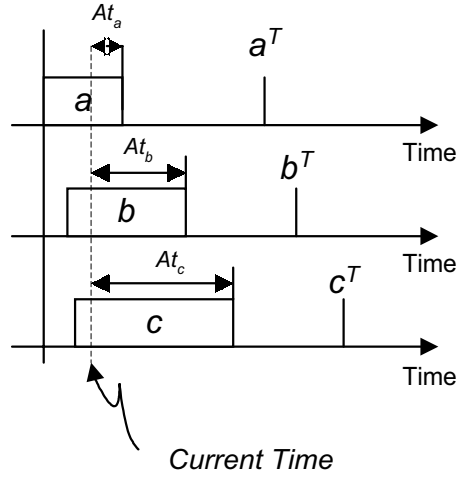 At_a
a^T
a
Time
At_b
b^T
b
Time
At_c
c^T
c
Time
Current Time